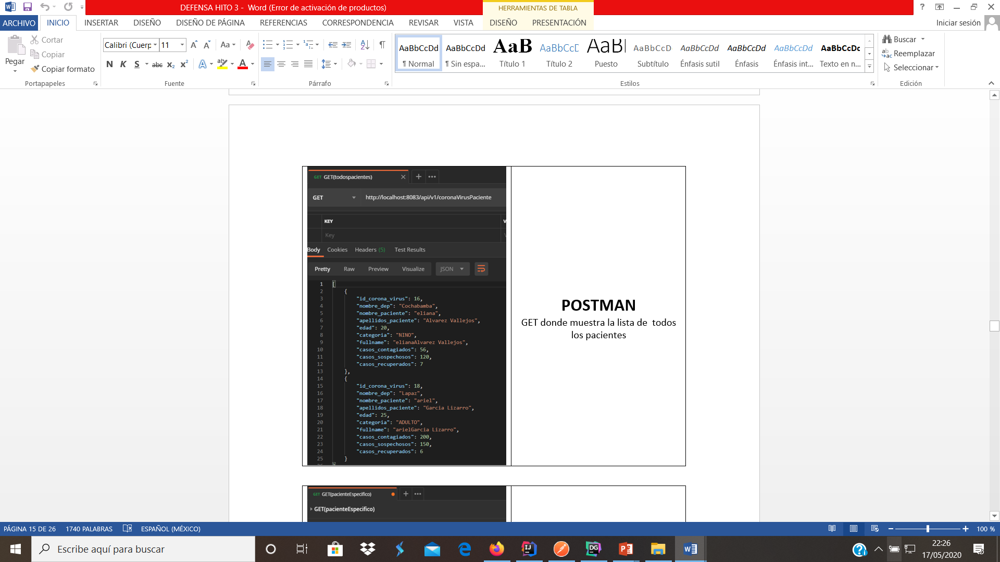 DEFENSA HITO 3 -  Word (Error de activación de productos)
HERRAMIENTAS DE TABLA
ARCHIVO INICIO INSERTAR DISEÑO DISEÑO DE PÁGINA REFERENCIAS CORRESPONDENCIA REVISAR VISTA DISEÑO PRESENTACIÓN Iniciar sesión
Pegar
Cortar
Copiar
Copiar formato
Portapapeles
Calibri (Cuerp 11
N K S abc x₂ x²
Fuente
Párrafo
AaBbCcDd AaBbCcDd AaB AaBbCcD AaBI AaBbCcD AaBbCcDd AaBbCcDd AaBbCcDd AaBbCcDc
¶ Normal ¶ Sin espa... Título 1 Título 2 Puesto Subtítulo Énfasis sutil Énfasis Énfasis int... Texto en n...
Estilos
Buscar
Reemplazar
Seleccionar
Edición
GET GET(todospacientes)
GET http://localhost:8083/api/v1/coronaVirusPaciente
KEY V
Key
Body Cookies Headers (5) Test Results
Pretty Raw Preview Visualize JSON
1 [
2 {
3 "id_corona_virus": 16,
4 "nombre_dep": "Cochabamba",
5 "nombre_paciente": "eliana",
6 "apellidos_paciente": "Alvarez Vallejos",
7 "edad": 20,
8 "categoria": "NINO",
9 "fullname": "elianaAlvarez Vallejos",
10 "casos_contagiados": 56,
11 "casos_sospechosos": 120,
12 "casos_recuperados": 7
13 },
14 {
15 "id_corona_virus": 18,
16 "nombre_dep": "Lapaz",
17 "nombre_paciente": "ariel",
18 "apellidos_paciente": "Garcia Lizarro",
19 "edad": 25,
20 "categoria": "ADULTO",
21 "fullname": "arielGarcia Lizarro",
22 "casos_contagiados": 200,
23 "casos_sospechosos": 150,
24 "casos_recuperados": 6
25 }
POSTMAN
GET donde muestra la lista de  todos
los pacientes
GET GET(pacienteEspecifico)
GET(pacienteEspecifico)
PÁGINA 15 DE 26 1740 PALABRAS ESPAÑOL (MÉXICO) 100 %
Escribe aquí para buscar
22:26
17/05/2020